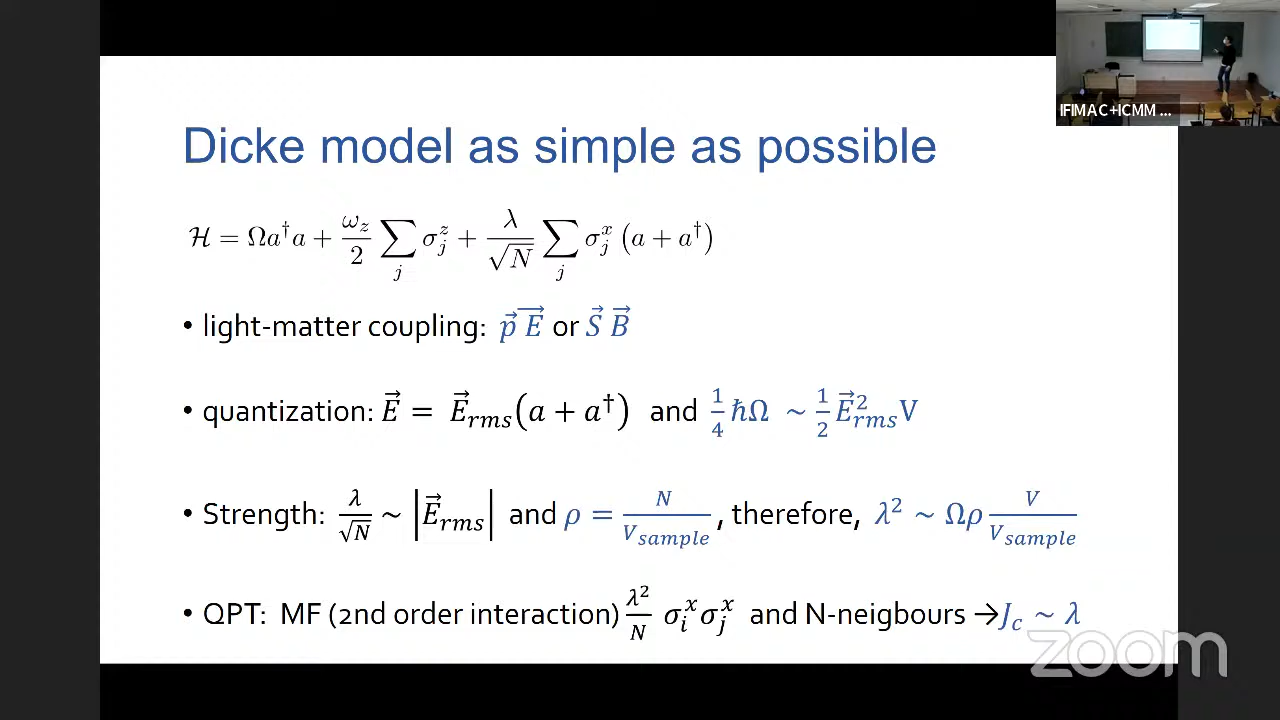 IFIMAC+ICMM ...
Dicke model as simple as possible
ℋ = Ωa†a + ω_z/2 ∑_j σ_j^z + λ/√N ∑_j σ_j^x (a + a†)
• light-matter coupling: p⃗ E⃗ or S⃗ B⃗
• quantization: E⃗ = E⃗_rms(a + a†) and 1/4 ℏΩ ~ 1/2 E⃗²_rms V
• Strength: λ/√N ~ |E⃗_rms| and ρ = N/V_sample, therefore, λ² ~ Ωρ V/V_sample
• QPT: MF (2nd order interaction) λ²/N σ_i^x σ_j^x and N-neigbours → J_c ~ λ
zoom